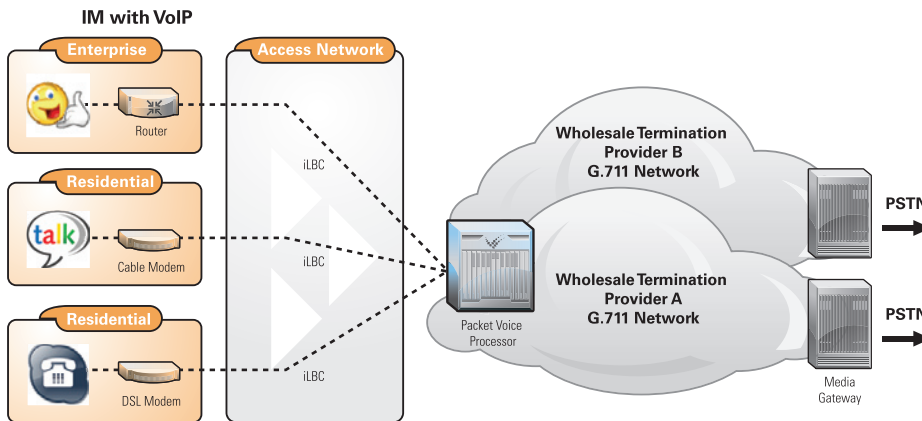 IM with VoIP
Enterprise
Router
Residential
talk
Cable Modem
Residential
DSL Modem
Access Network
iLBC
iLBC
iLBC
Packet Voice
Processor
Wholesale Termination
Provider B
G.711 Network
Wholesale Termination
Provider A
G.711 Network
PSTN
PSTN
Media
Gateway